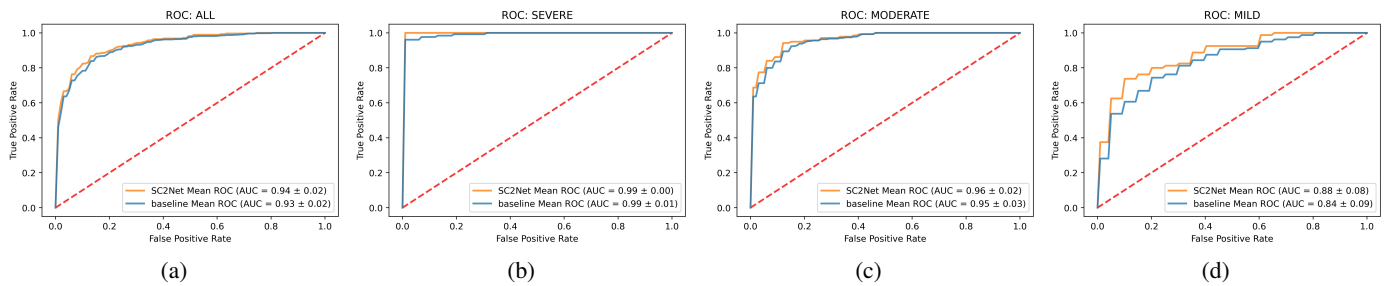 ROC: ALL
True Positive Rate
1.0
0.8
0.6
0.4
0.2
0.0
SC2Net Mean ROC (AUC = 0.94 ± 0.02)
baseline Mean ROC (AUC = 0.93 ± 0.02)
0.0 0.2 0.4 0.6 0.8 1.0
False Positive Rate
(a)
ROC: SEVERE
True Positive Rate
1.0
0.8
0.6
0.4
0.2
0.0
SC2Net Mean ROC (AUC = 0.99 ± 0.00)
baseline Mean ROC (AUC = 0.99 ± 0.01)
0.0 0.2 0.4 0.6 0.8 1.0
False Positive Rate
(b)
ROC: MODERATE
True Positive Rate
1.0
0.8
0.6
0.4
0.2
0.0
SC2Net Mean ROC (AUC = 0.96 ± 0.02)
baseline Mean ROC (AUC = 0.95 ± 0.03)
0.0 0.2 0.4 0.6 0.8 1.0
False Positive Rate
(c)
ROC: MILD
True Positive Rate
1.0
0.8
0.6
0.4
0.2
0.0
SC2Net Mean ROC (AUC = 0.88 ± 0.08)
baseline Mean ROC (AUC = 0.84 ± 0.09)
0.0 0.2 0.4 0.6 0.8 1.0
False Positive Rate
(d)